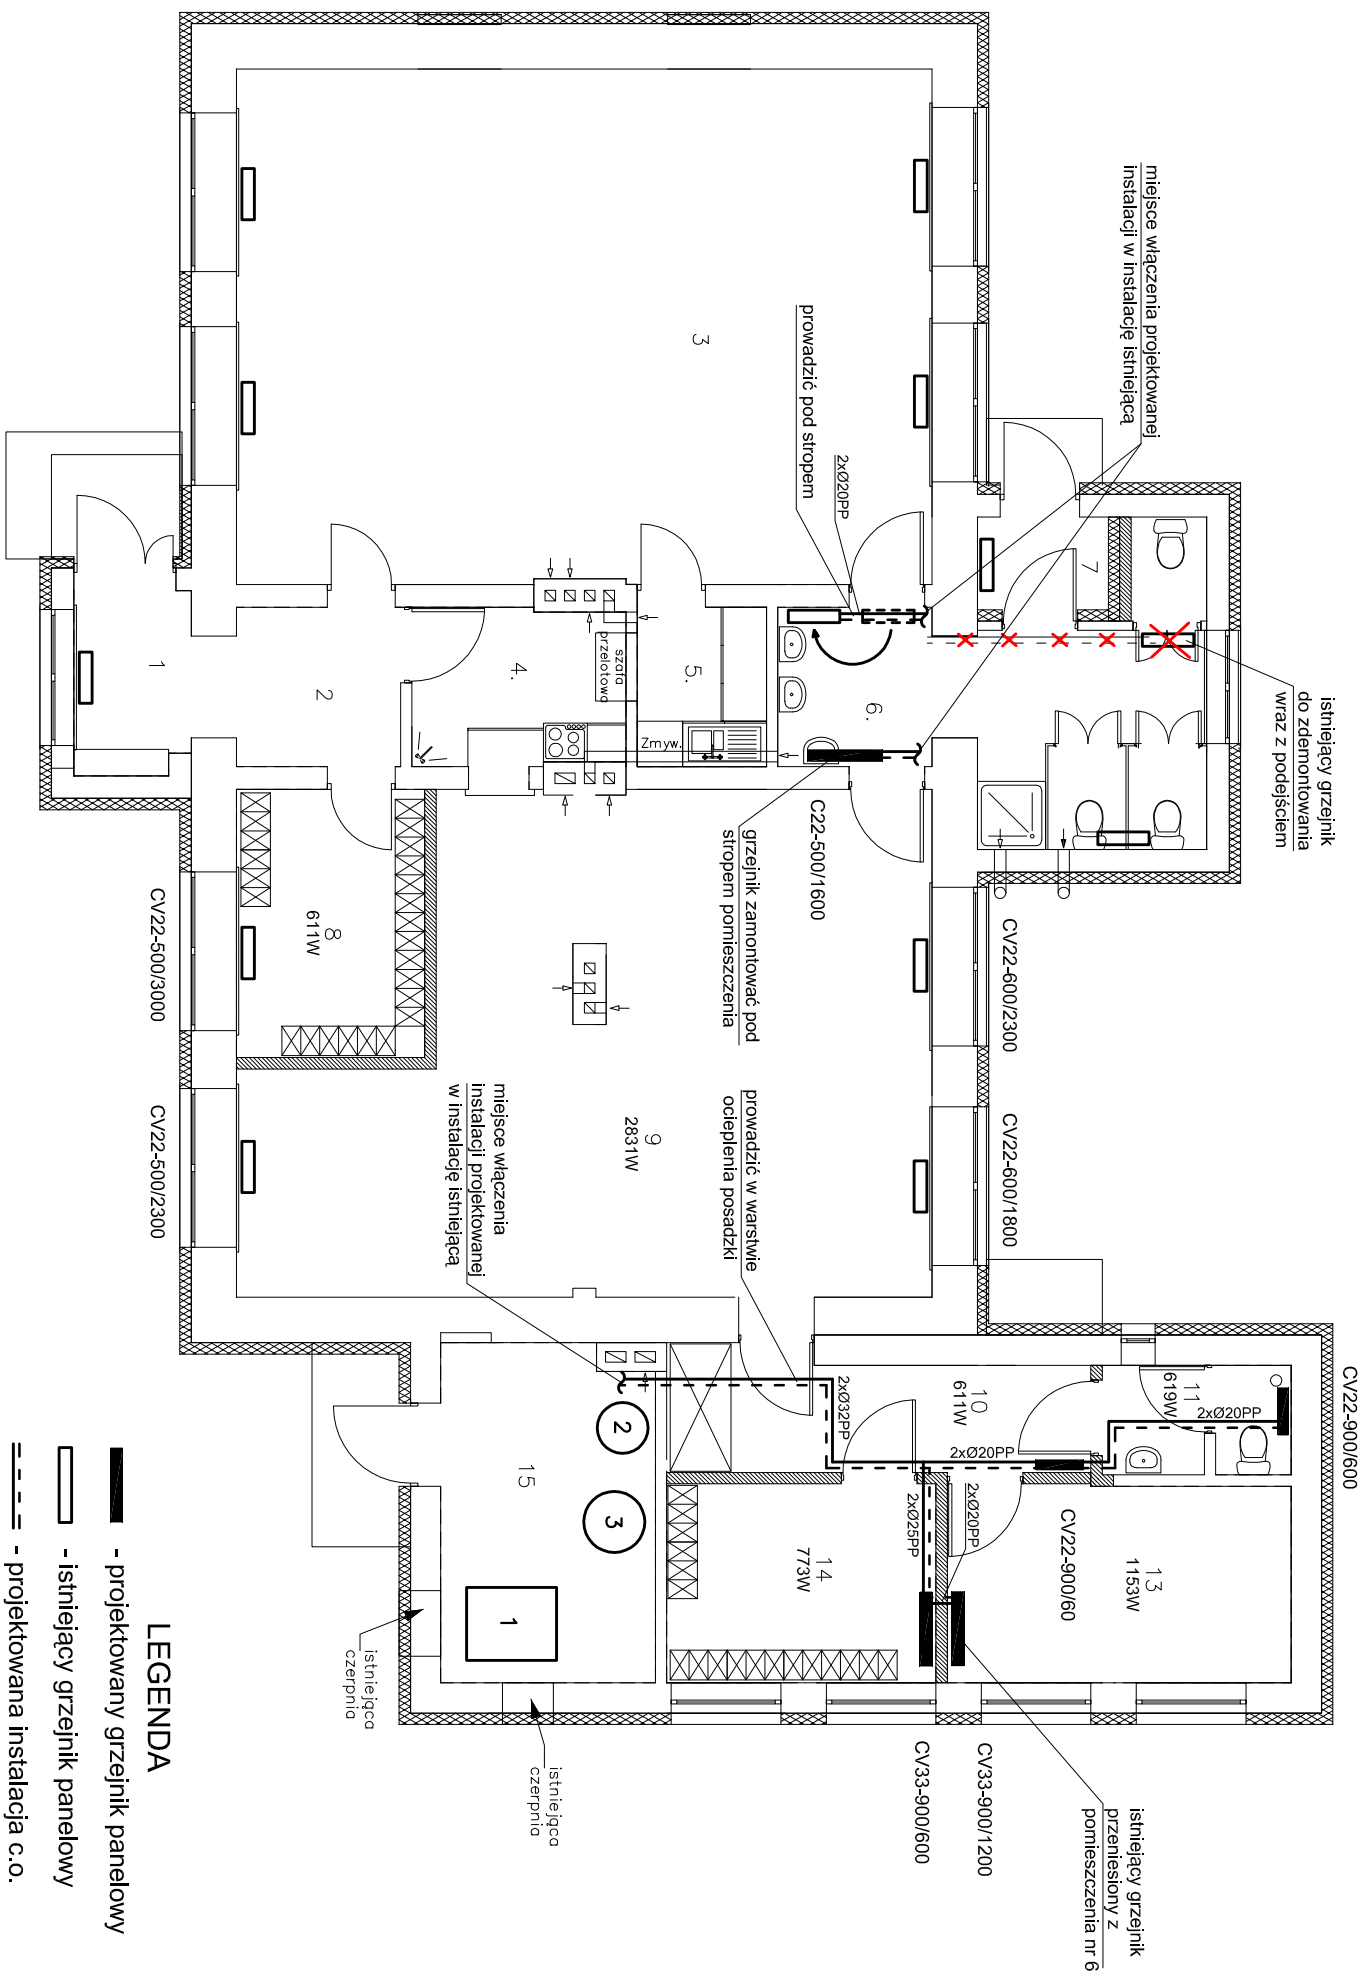 miejsce włączenia projektowanej
instalacji w instalację istniejącą
prowadzić pod stropem
2xØ20PP
istniejący grzejnik
do zdemontowania
wraz z podejściem
1
2
3
4.
5.
6.
7
szafa
przelotowa
Zmyw.
C22-500/1600
grzejnik zamontować pod
stropem pomieszczenia
8
611W
CV22-500/3000
CV22-500/2300
CV22-600/2300
CV22-600/1800
9
2831W
prowadzić w warstwie
ocieplenia posadzki
miejsce włączenia
instalacji projektowanej
w instalację istniejącą
CV22-900/600
11
619W
2xØ20PP
10
611W
2xØ32PP
2xØ20PP
2xØ20PP
2xØ25PP
CV22-900/60
13
1153W
14
773W
15
2
3
1
istniejąca
czerpnia
istniejąca
czerpnia
CV33-900/600
CV33-900/1200
istniejący grzejnik
przeniesiony z
pomieszczenia nr 6
LEGENDA
- projektowany grzejnik panelowy
- istniejący grzejnik panelowy
- projektowana instalacja c.o.